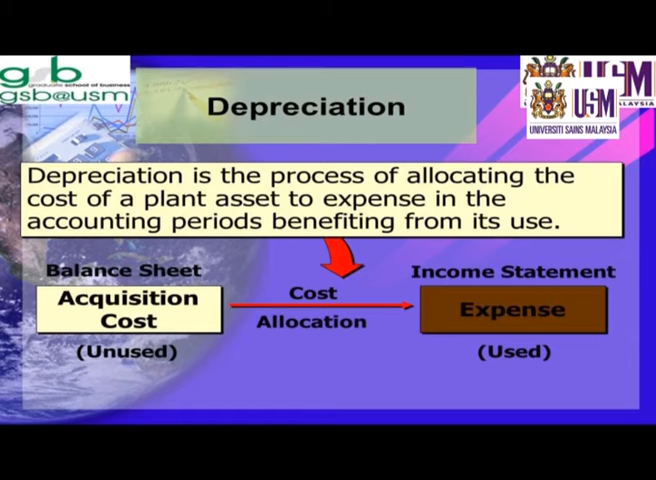 gsb
graduate school of business
gsb@usm
USM
UNIVERSITI SAINS MALAYSIA
Depreciation
Depreciation is the process of allocating the
cost of a plant asset to expense in the
accounting periods benefiting from its use.
Balance Sheet
Acquisition
Cost
(Unused)
Cost
Allocation
Income Statement
Expense
(Used)